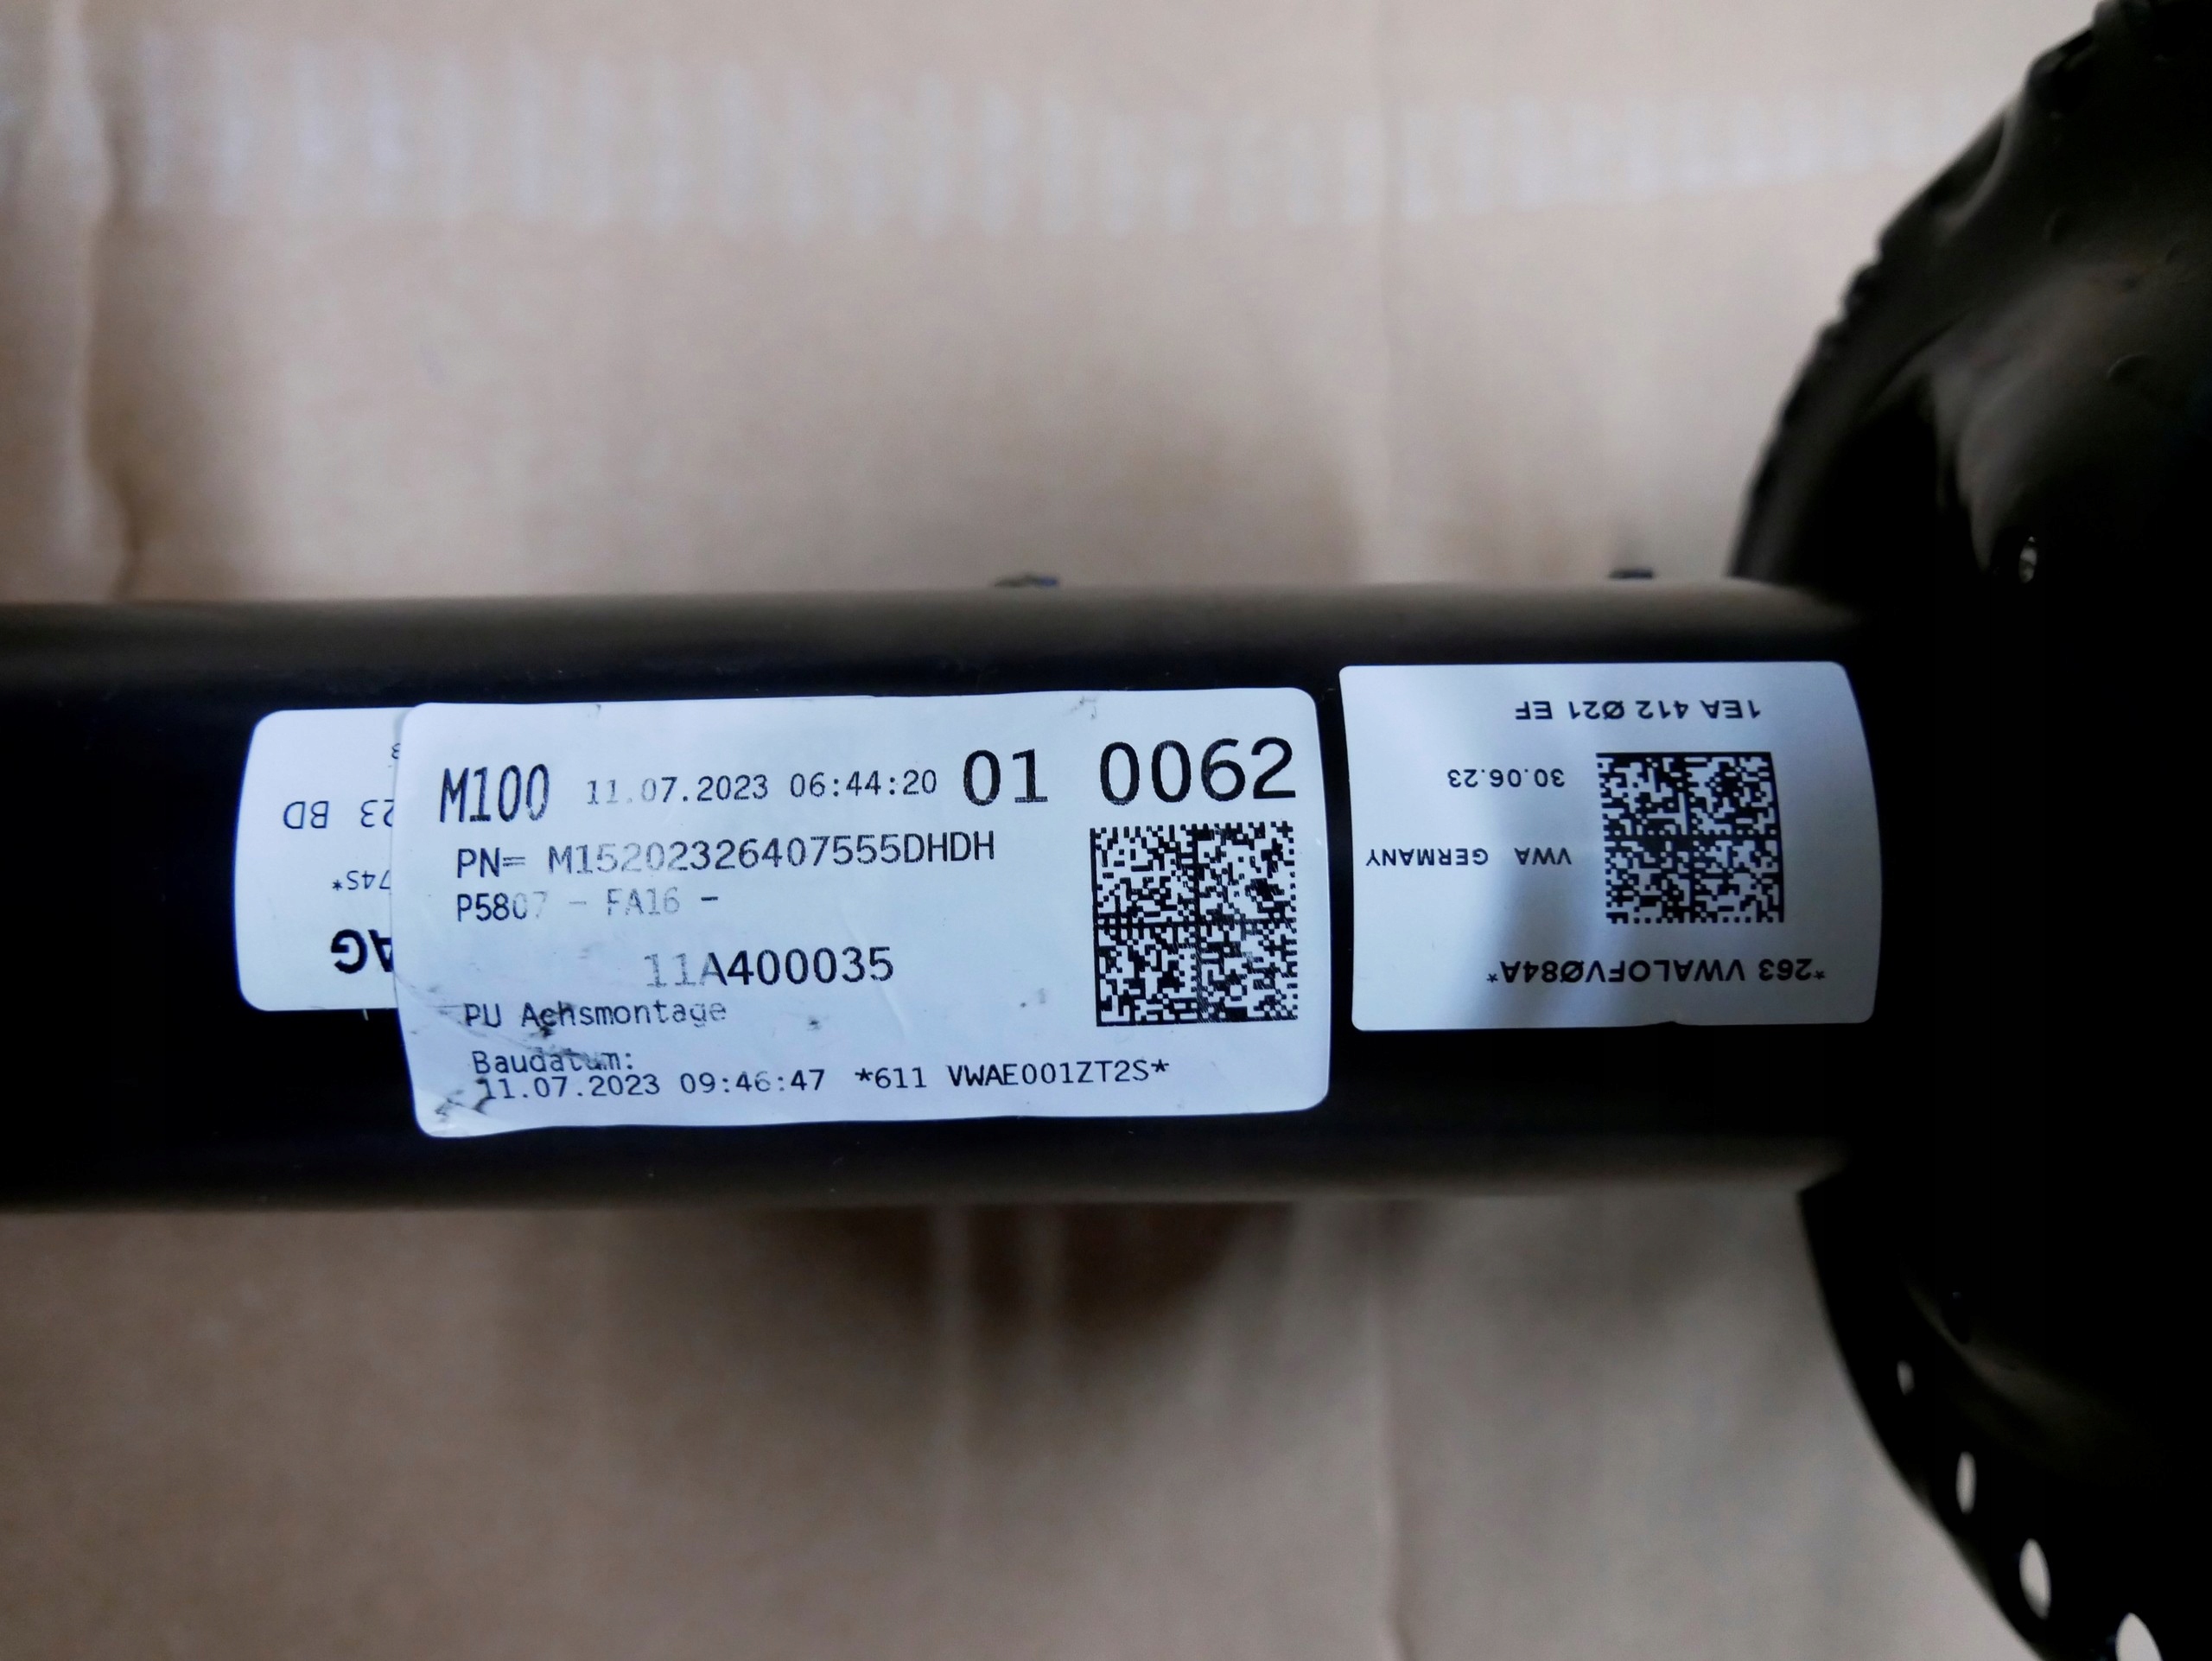 M100 11.07.2023 06:44:20 01 0062
PN= M15202326407555DHDH
P5807 - FA16 -
11A400035
PU Achsmontage
Baudatum:
11.07.2023 09:46:47 *611 VWAE001ZT2S*
*263 VWALOFVØ84A*
VWA GERMANY
30.06.23
1EA 412 Ø21 EF
AG
74S*
23 BD